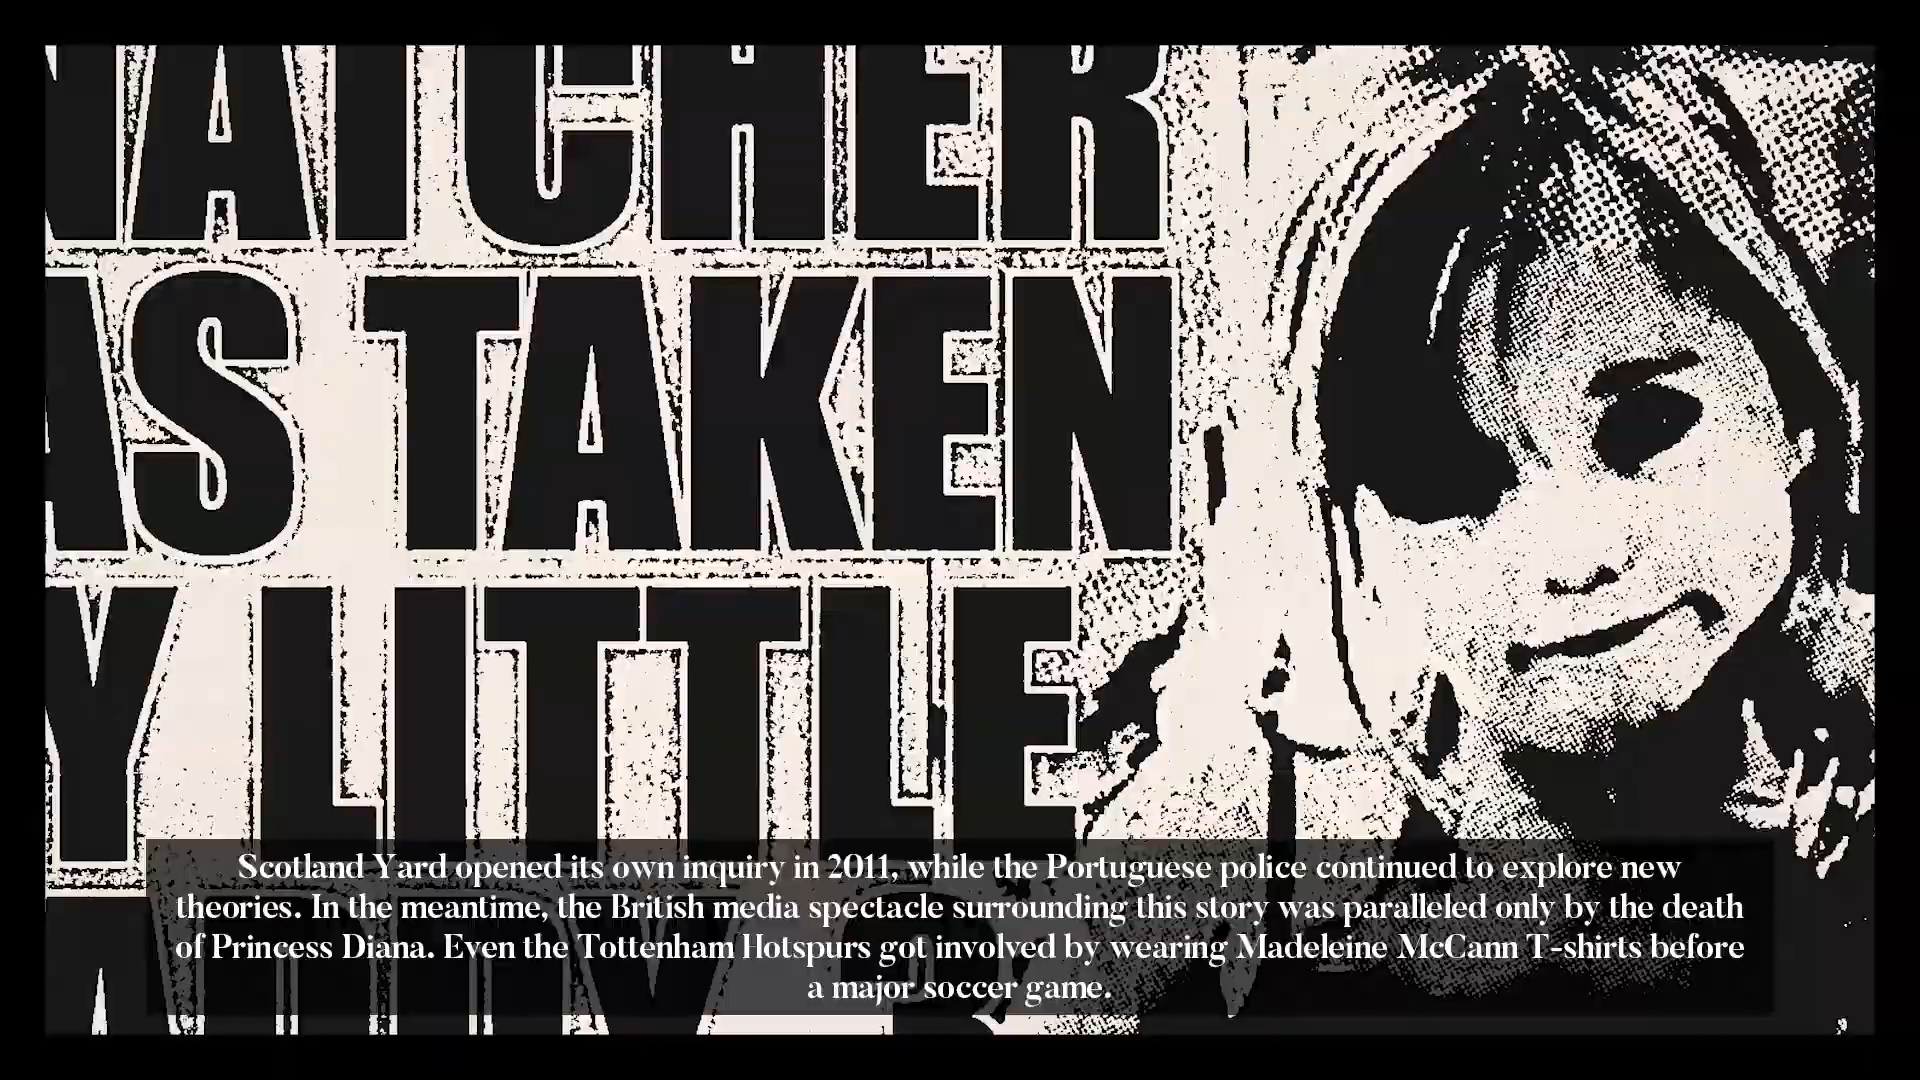 NATCHER
AS TAKEN
Y LITTLE
Scotland Yard opened its own inquiry in 2011, while the Portuguese police continued to explore new
theories. In the meantime, the British media spectacle surrounding this story was paralleled only by the death
of Princess Diana. Even the Tottenham Hotspurs got involved by wearing Madeleine McCann T-shirts before
a major soccer game.